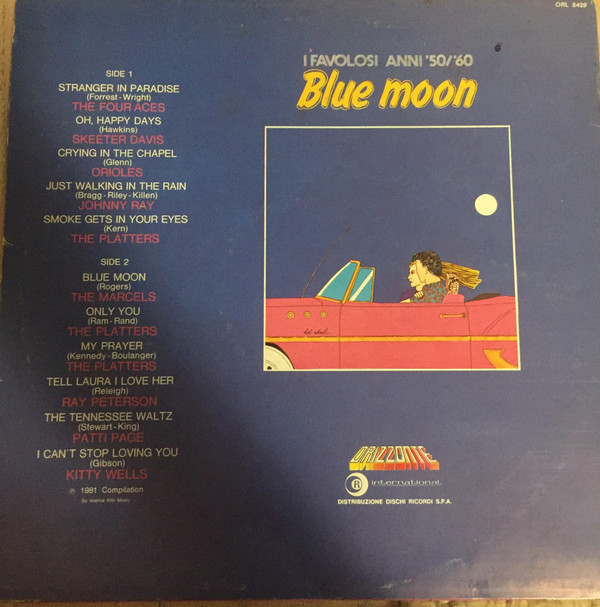 ORL 8429
I FAVOLOSI ANNI '50/'60
Blue moon
SIDE 1
STRANGER IN PARADISE
(Forrest-Wright)
THE FOUR ACES
OH, HAPPY DAYS
(Hawkins)
SKEETER DAVIS
CRYING IN THE CHAPEL
(Glenn)
ORIOLES
JUST WALKING IN THE RAIN
(Bragg-Riley-Killen)
JOHNNY RAY
SMOKE GETS IN YOUR EYES
(Kern)
THE PLATTERS
SIDE 2
BLUE MOON
(Rogers)
THE MARCELS
ONLY YOU
(Ram-Rand)
THE PLATTERS
MY PRAYER
(Kennedy-Boulanger)
THE PLATTERS
TELL LAURA I LOVE HER
(Releigh)
RAY PETERSON
THE TENNESSEE WALTZ
(Stewart-King)
PATTI PAGE
I CAN'T STOP LOVING YOU
(Gibson)
KITTY WELLS
℗ 1981 Compilation
ORIZZONTE
R international
DISTRIBUZIONE DISCHI RICORDI S.P.A.